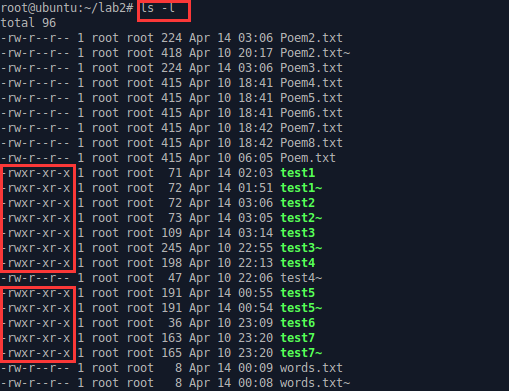 root@ubuntu:~/lab2# ls -l
total 96
-rw-r--r-- 1 root root 224 Apr 14 03:06 Poem2.txt
-rw-r--r-- 1 root root 418 Apr 10 20:17 Poem2.txt~
-rw-r--r-- 1 root root 224 Apr 14 03:06 Poem3.txt
-rw-r--r-- 1 root root 415 Apr 10 18:41 Poem4.txt
-rw-r--r-- 1 root root 415 Apr 10 18:41 Poem5.txt
-rw-r--r-- 1 root root 415 Apr 10 18:41 Poem6.txt
-rw-r--r-- 1 root root 415 Apr 10 18:42 Poem7.txt
-rw-r--r-- 1 root root 415 Apr 10 18:42 Poem8.txt
-rw-r--r-- 1 root root 415 Apr 10 06:05 Poem.txt
-rwxr-xr-x 1 root root  71 Apr 14 02:03 test1
-rwxr-xr-x 1 root root  72 Apr 14 01:51 test1~
-rwxr-xr-x 1 root root  72 Apr 14 03:06 test2
-rwxr-xr-x 1 root root  73 Apr 14 03:05 test2~
-rwxr-xr-x 1 root root 109 Apr 14 03:14 test3
-rwxr-xr-x 1 root root 245 Apr 10 22:55 test3~
-rwxr-xr-x 1 root root 198 Apr 10 22:13 test4
-rw-r--r-- 1 root root  47 Apr 10 22:06 test4~
-rwxr-xr-x 1 root root 191 Apr 14 00:55 test5
-rwxr-xr-x 1 root root 191 Apr 14 00:54 test5~
-rwxr-xr-x 1 root root  36 Apr 10 23:09 test6
-rwxr-xr-x 1 root root 163 Apr 10 23:20 test7
-rwxr-xr-x 1 root root 165 Apr 10 23:20 test7~
-rw-r--r-- 1 root root   8 Apr 14 00:09 words.txt
-rw-r--r-- 1 root root   8 Apr 14 00:08 words.txt~